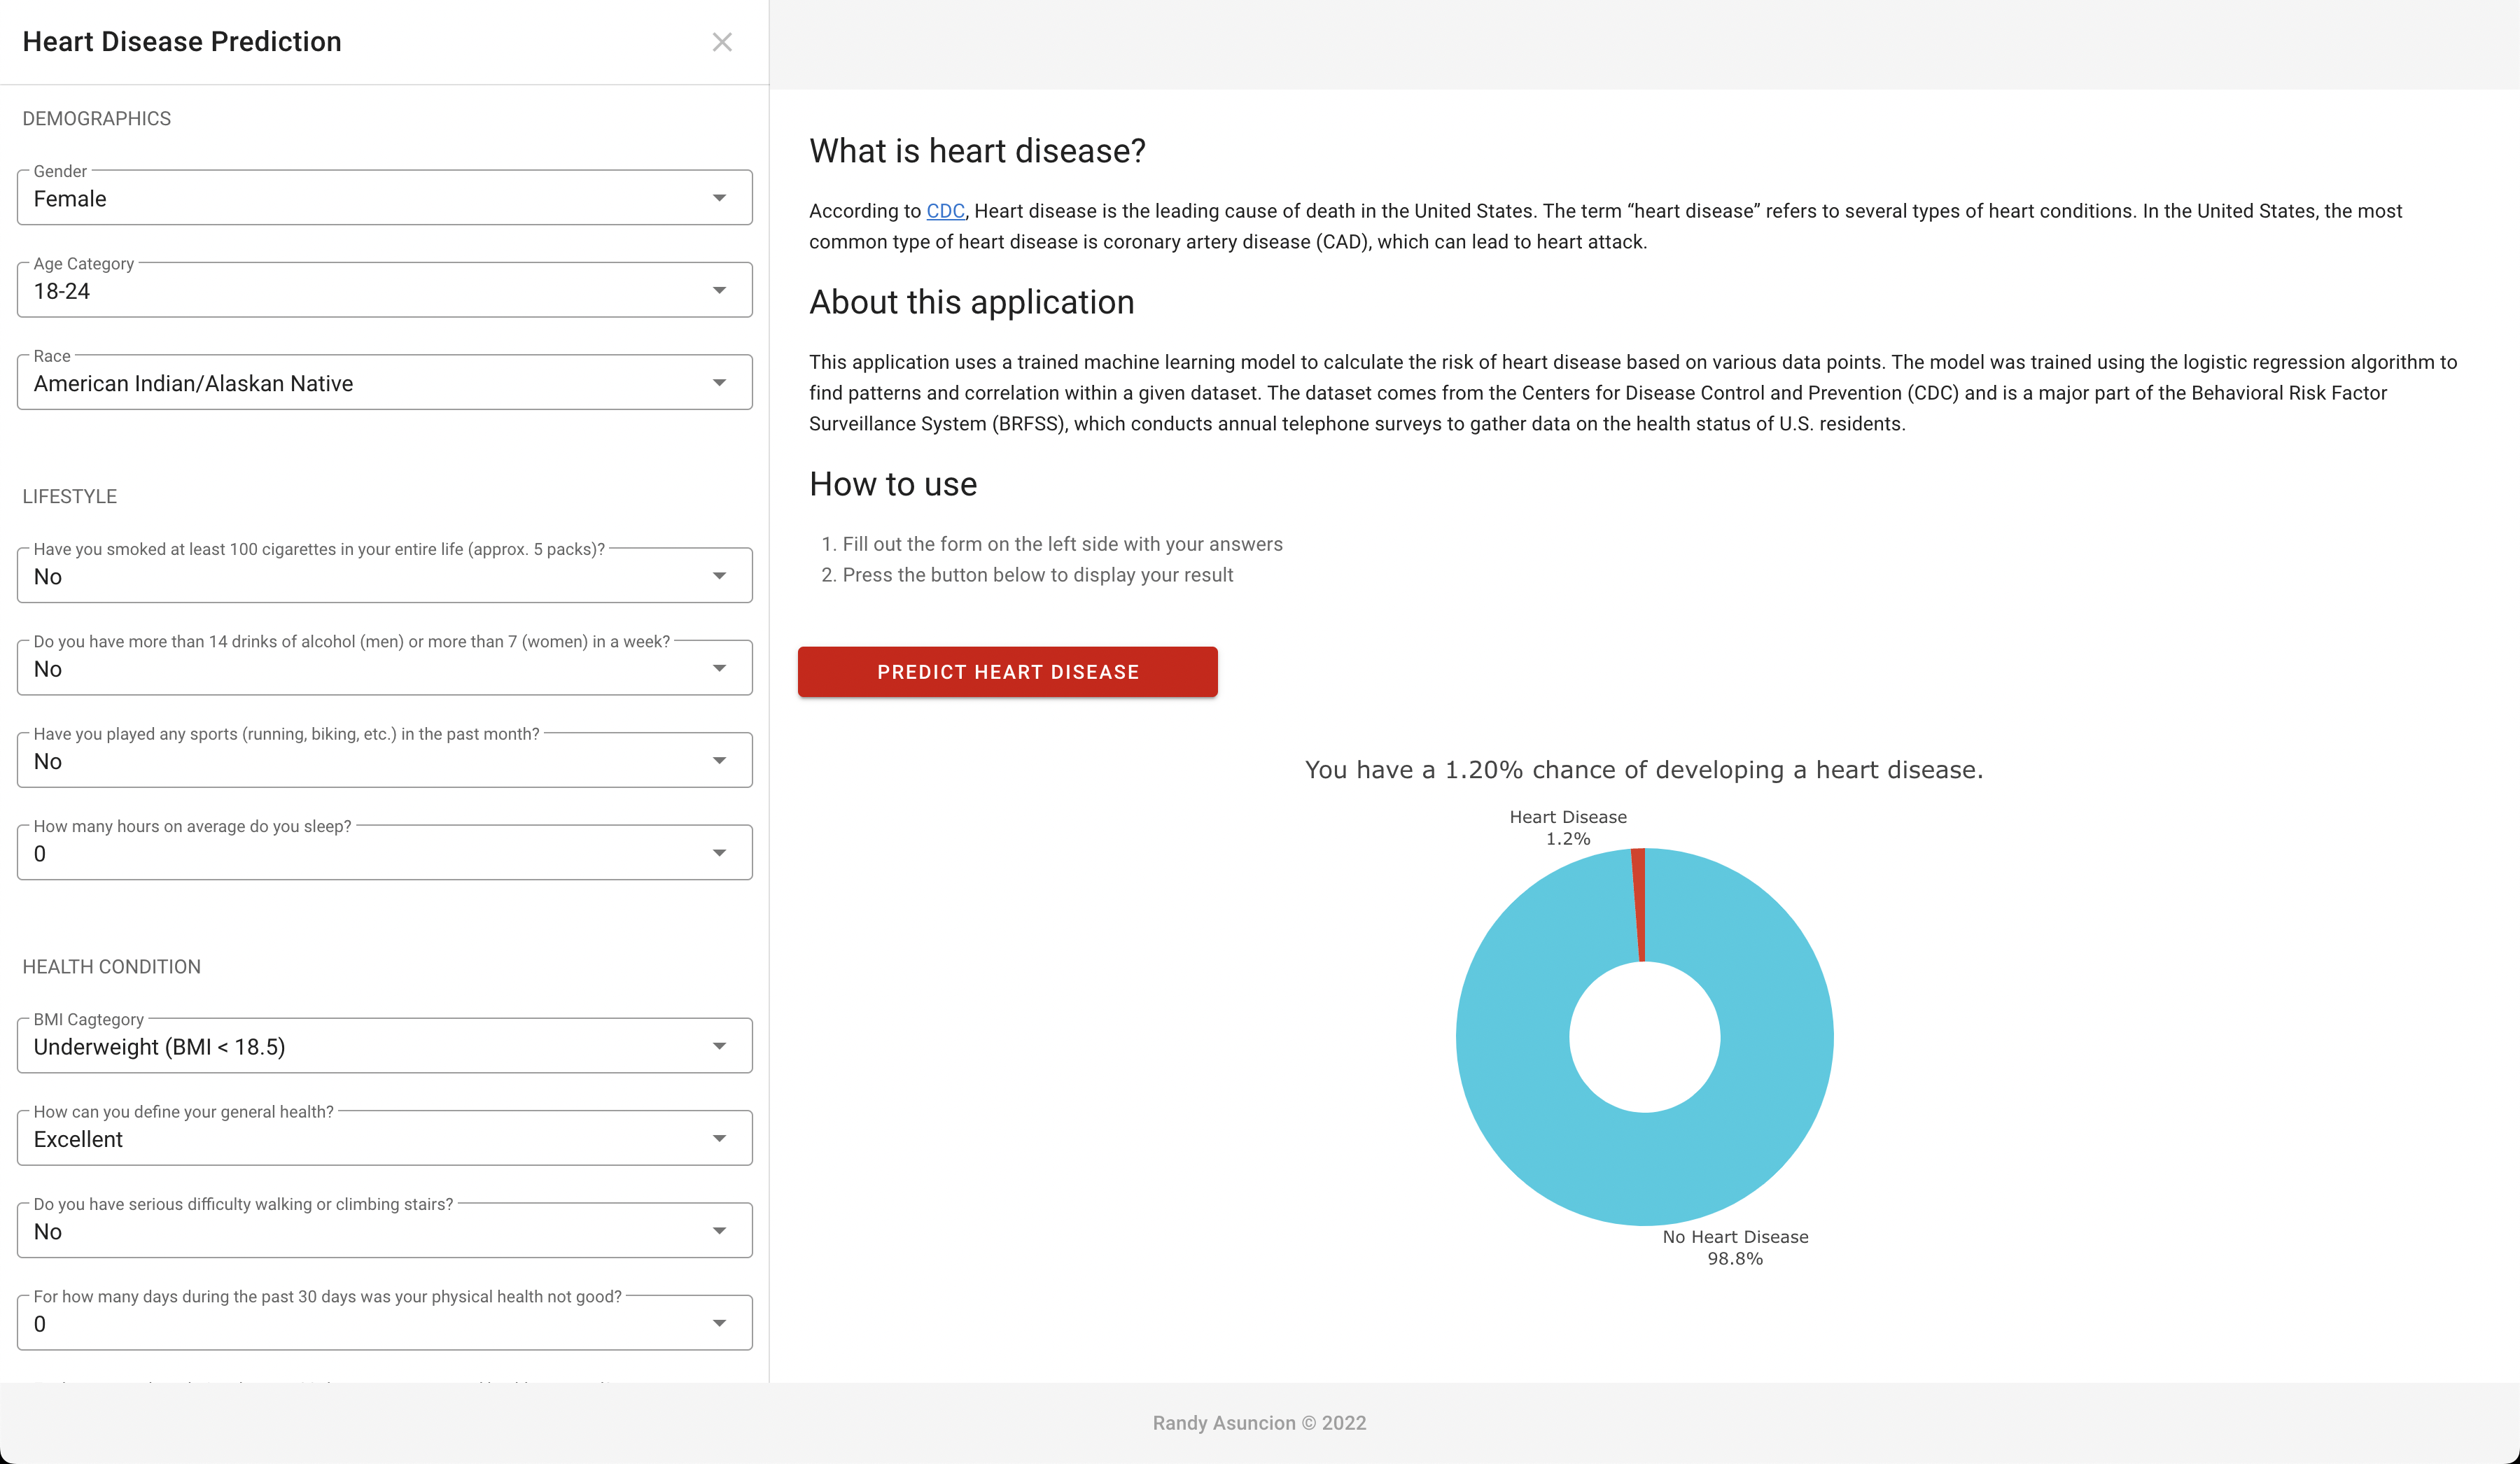 Heart Disease Prediction
DEMOGRAPHICS
Gender
Female
Age Category
18-24
Race
American Indian/Alaskan Native
LIFESTYLE
Have you smoked at least 100 cigarettes in your entire life (approx. 5 packs)?
No
Do you have more than 14 drinks of alcohol (men) or more than 7 (women) in a week?
No
Have you played any sports (running, biking, etc.) in the past month?
No
How many hours on average do you sleep?
0
HEALTH CONDITION
BMI Cagtegory
Underweight (BMI < 18.5)
How can you define your general health?
Excellent
Do you have serious difficulty walking or climbing stairs?
No
For how many days during the past 30 days was your physical health not good?
0
What is heart disease?
According to CDC, Heart disease is the leading cause of death in the United States. The term “heart disease” refers to several types of heart conditions. In the United States, the most
common type of heart disease is coronary artery disease (CAD), which can lead to heart attack.
About this application
This application uses a trained machine learning model to calculate the risk of heart disease based on various data points. The model was trained using the logistic regression algorithm to
find patterns and correlation within a given dataset. The dataset comes from the Centers for Disease Control and Prevention (CDC) and is a major part of the Behavioral Risk Factor
Surveillance System (BRFSS), which conducts annual telephone surveys to gather data on the health status of U.S. residents.
How to use
1. Fill out the form on the left side with your answers
2. Press the button below to display your result
PREDICT HEART DISEASE
You have a 1.20% chance of developing a heart disease.
Heart Disease
1.2%
No Heart Disease
98.8%
Randy Asuncion © 2022